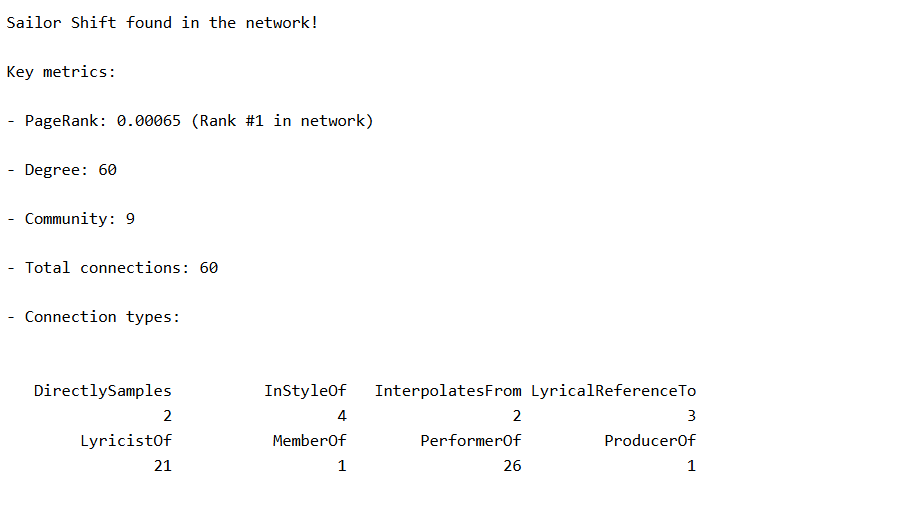 Sailor Shift found in the network!
Key metrics:
- PageRank: 0.00065 (Rank #1 in network)
- Degree: 60
- Community: 9
- Total connections: 60
- Connection types:
DirectlySamples InStyleOf InterpolatesFrom LyricalReferenceTo
2 4 2 3
LyricistOf MemberOf PerformerOf ProducerOf
21 1 26 1